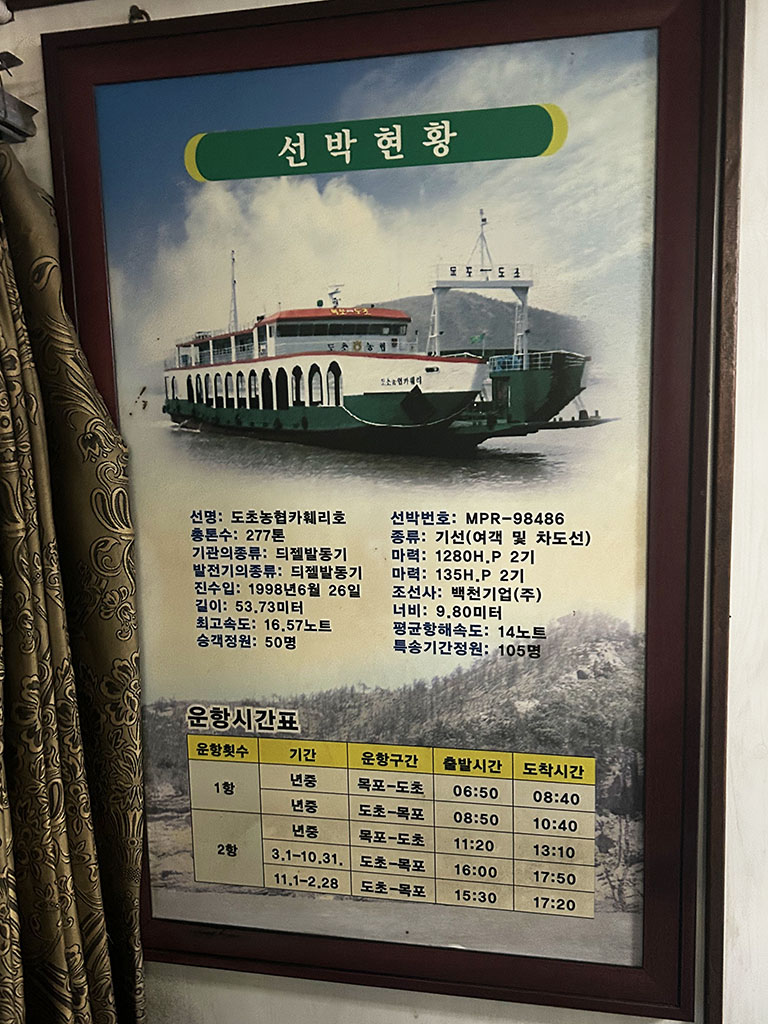 선박현황
목포-도초
도초농협
도초농협카훼리
선명: 도초농협카훼리호
선박번호: MPR-98486
총톤수: 277톤
종류: 기선(여객 및 차도선)
기관의종류: 듸젤발동기
마력: 1280H.P 2기
발전기의종류: 듸젤발동기
마력: 135H.P 2기
진수입: 1998년6월 26일
조선사: 백천기업(주)
길이: 53.73미터
너비: 9.80미터
최고속도: 16.57노트
평균항해속도: 14노트
승객정원: 50명
특송기간정원: 105명
운항시간표
운항횟수 기간 운항구간 출발시간 도착시간
1항 년중 목포-도초 06:50 08:40
년중 도초-목포 08:50 10:40
2항 년중 목포-도초 11:20 13:10
3.1-10.31. 도초-목포 16:00 17:50
11.1-2.28 도초-목포 15:30 17:20